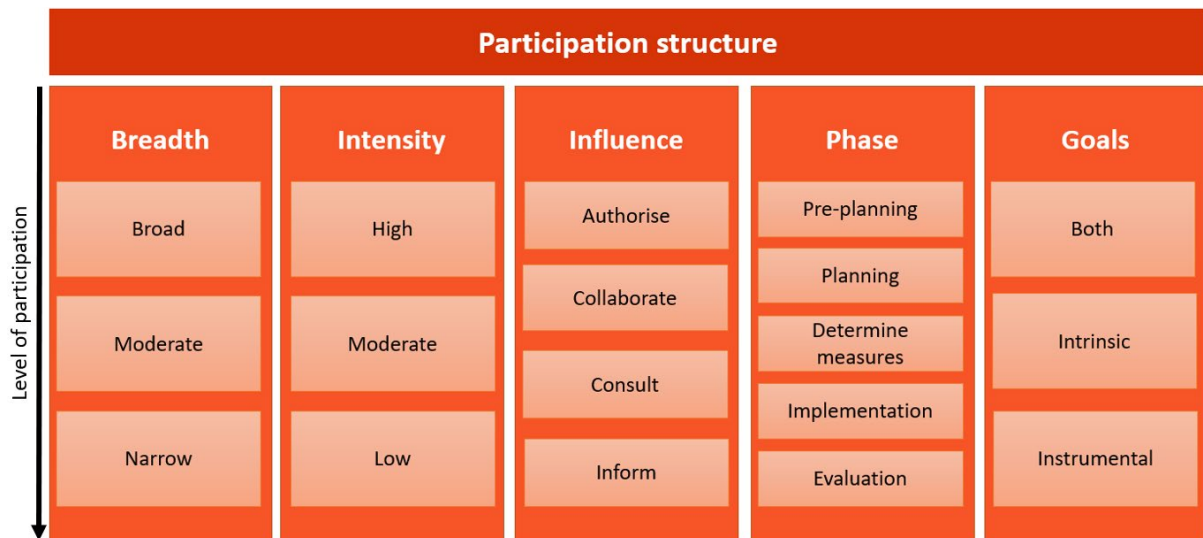 Participation structure
Level of participation
Breadth
Broad
Moderate
Narrow
Intensity
High
Moderate
Low
Influence
Authorise
Collaborate
Consult
Inform
Phase
Pre-planning
Planning
Determine
measures
Implementation
Evaluation
Goals
Both
Intrinsic
Instrumental